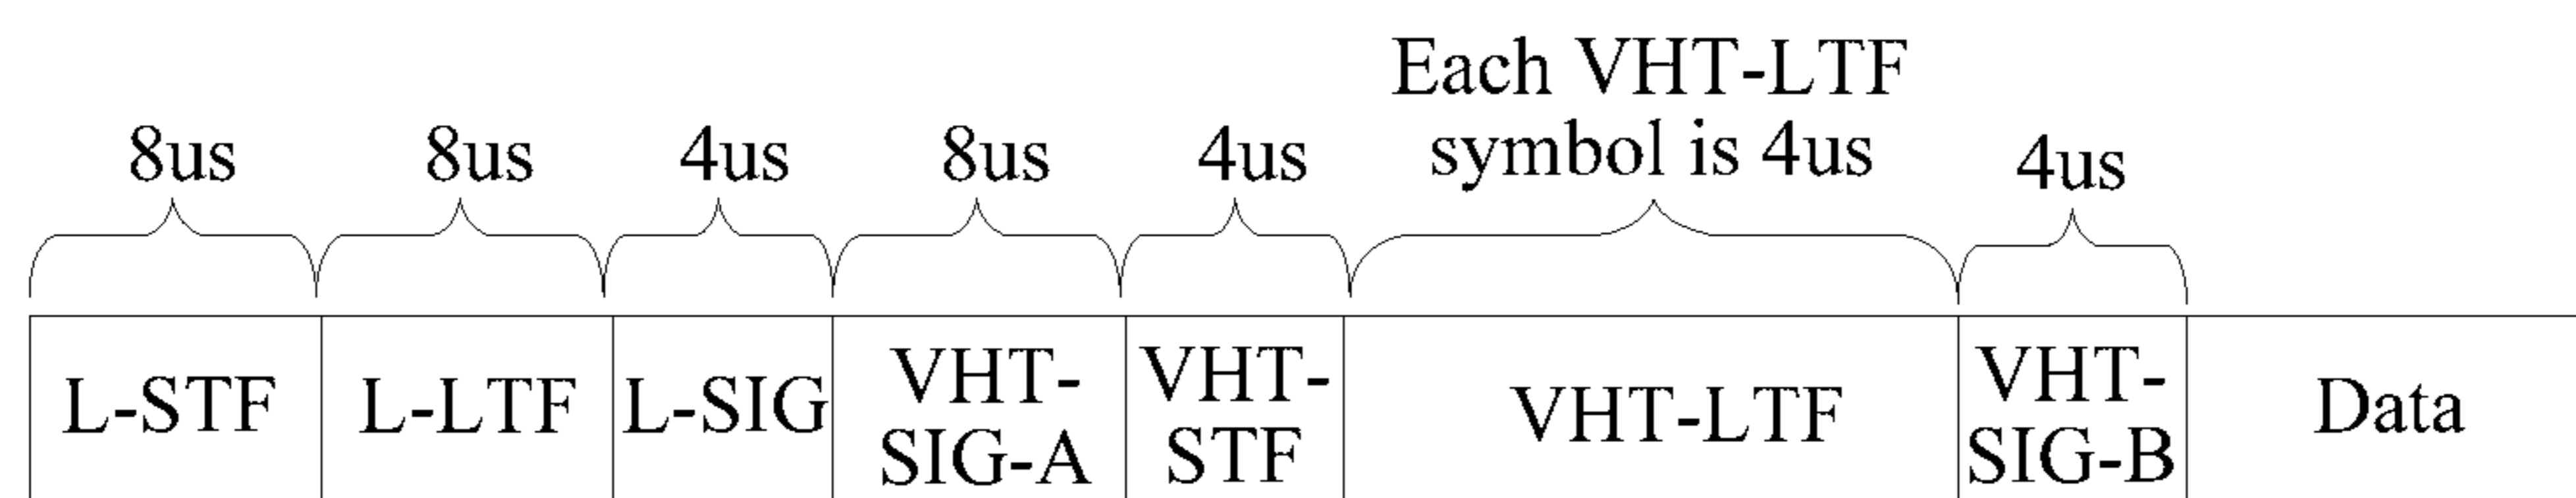 Each VHT-LTF
symbol is 4us
8us 8us 4us 8us 4us 4us
L-STF L-LTF L-SIG VHT-
SIG-A VHT-
STF VHT-LTF VHT-
SIG-B Data